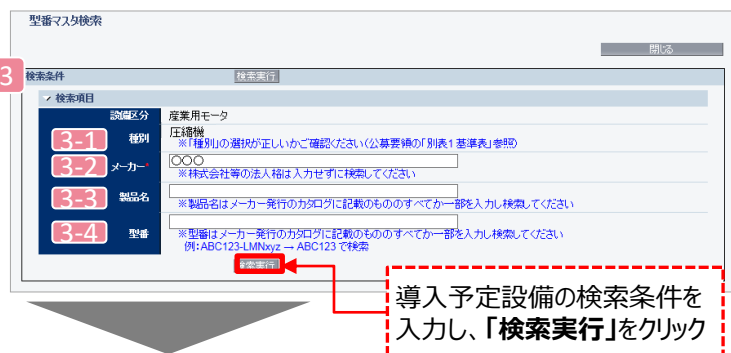 型番マスタ検索
閉じる
3
検索条件 検索実行
検索項目
設備区分 産業用モータ
3-1 種別 圧縮機
※「種別」の選択が正しいかご確認ください(公募要領の「別表1 基準表」参照)
3-2 メーカー* 〇〇〇
※株式会社等の法人格は入力せずに検索してください
3-3 製品名
※製品名はメーカー発行のカタログに記載のもののすべてか一部を入力し検索してください
3-4 型番
※型番はメーカー発行のカタログに記載のもののすべてか一部を入力し検索してください
例:ABC123-LMNxyz → ABC123 で検索
検索実行
導入予定設備の検索条件を
入力し、「検索実行」をクリック